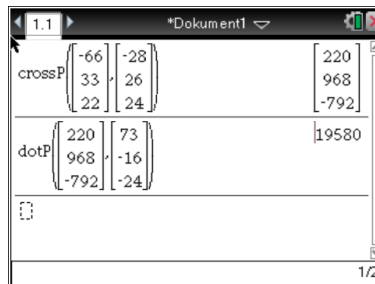 1.1 *Dokument1
crossP([-66 33 22],[-28 26 24]) [220 968 -792]
dotP([220 968 -792],[73 -16 -24]) 19580
1/2